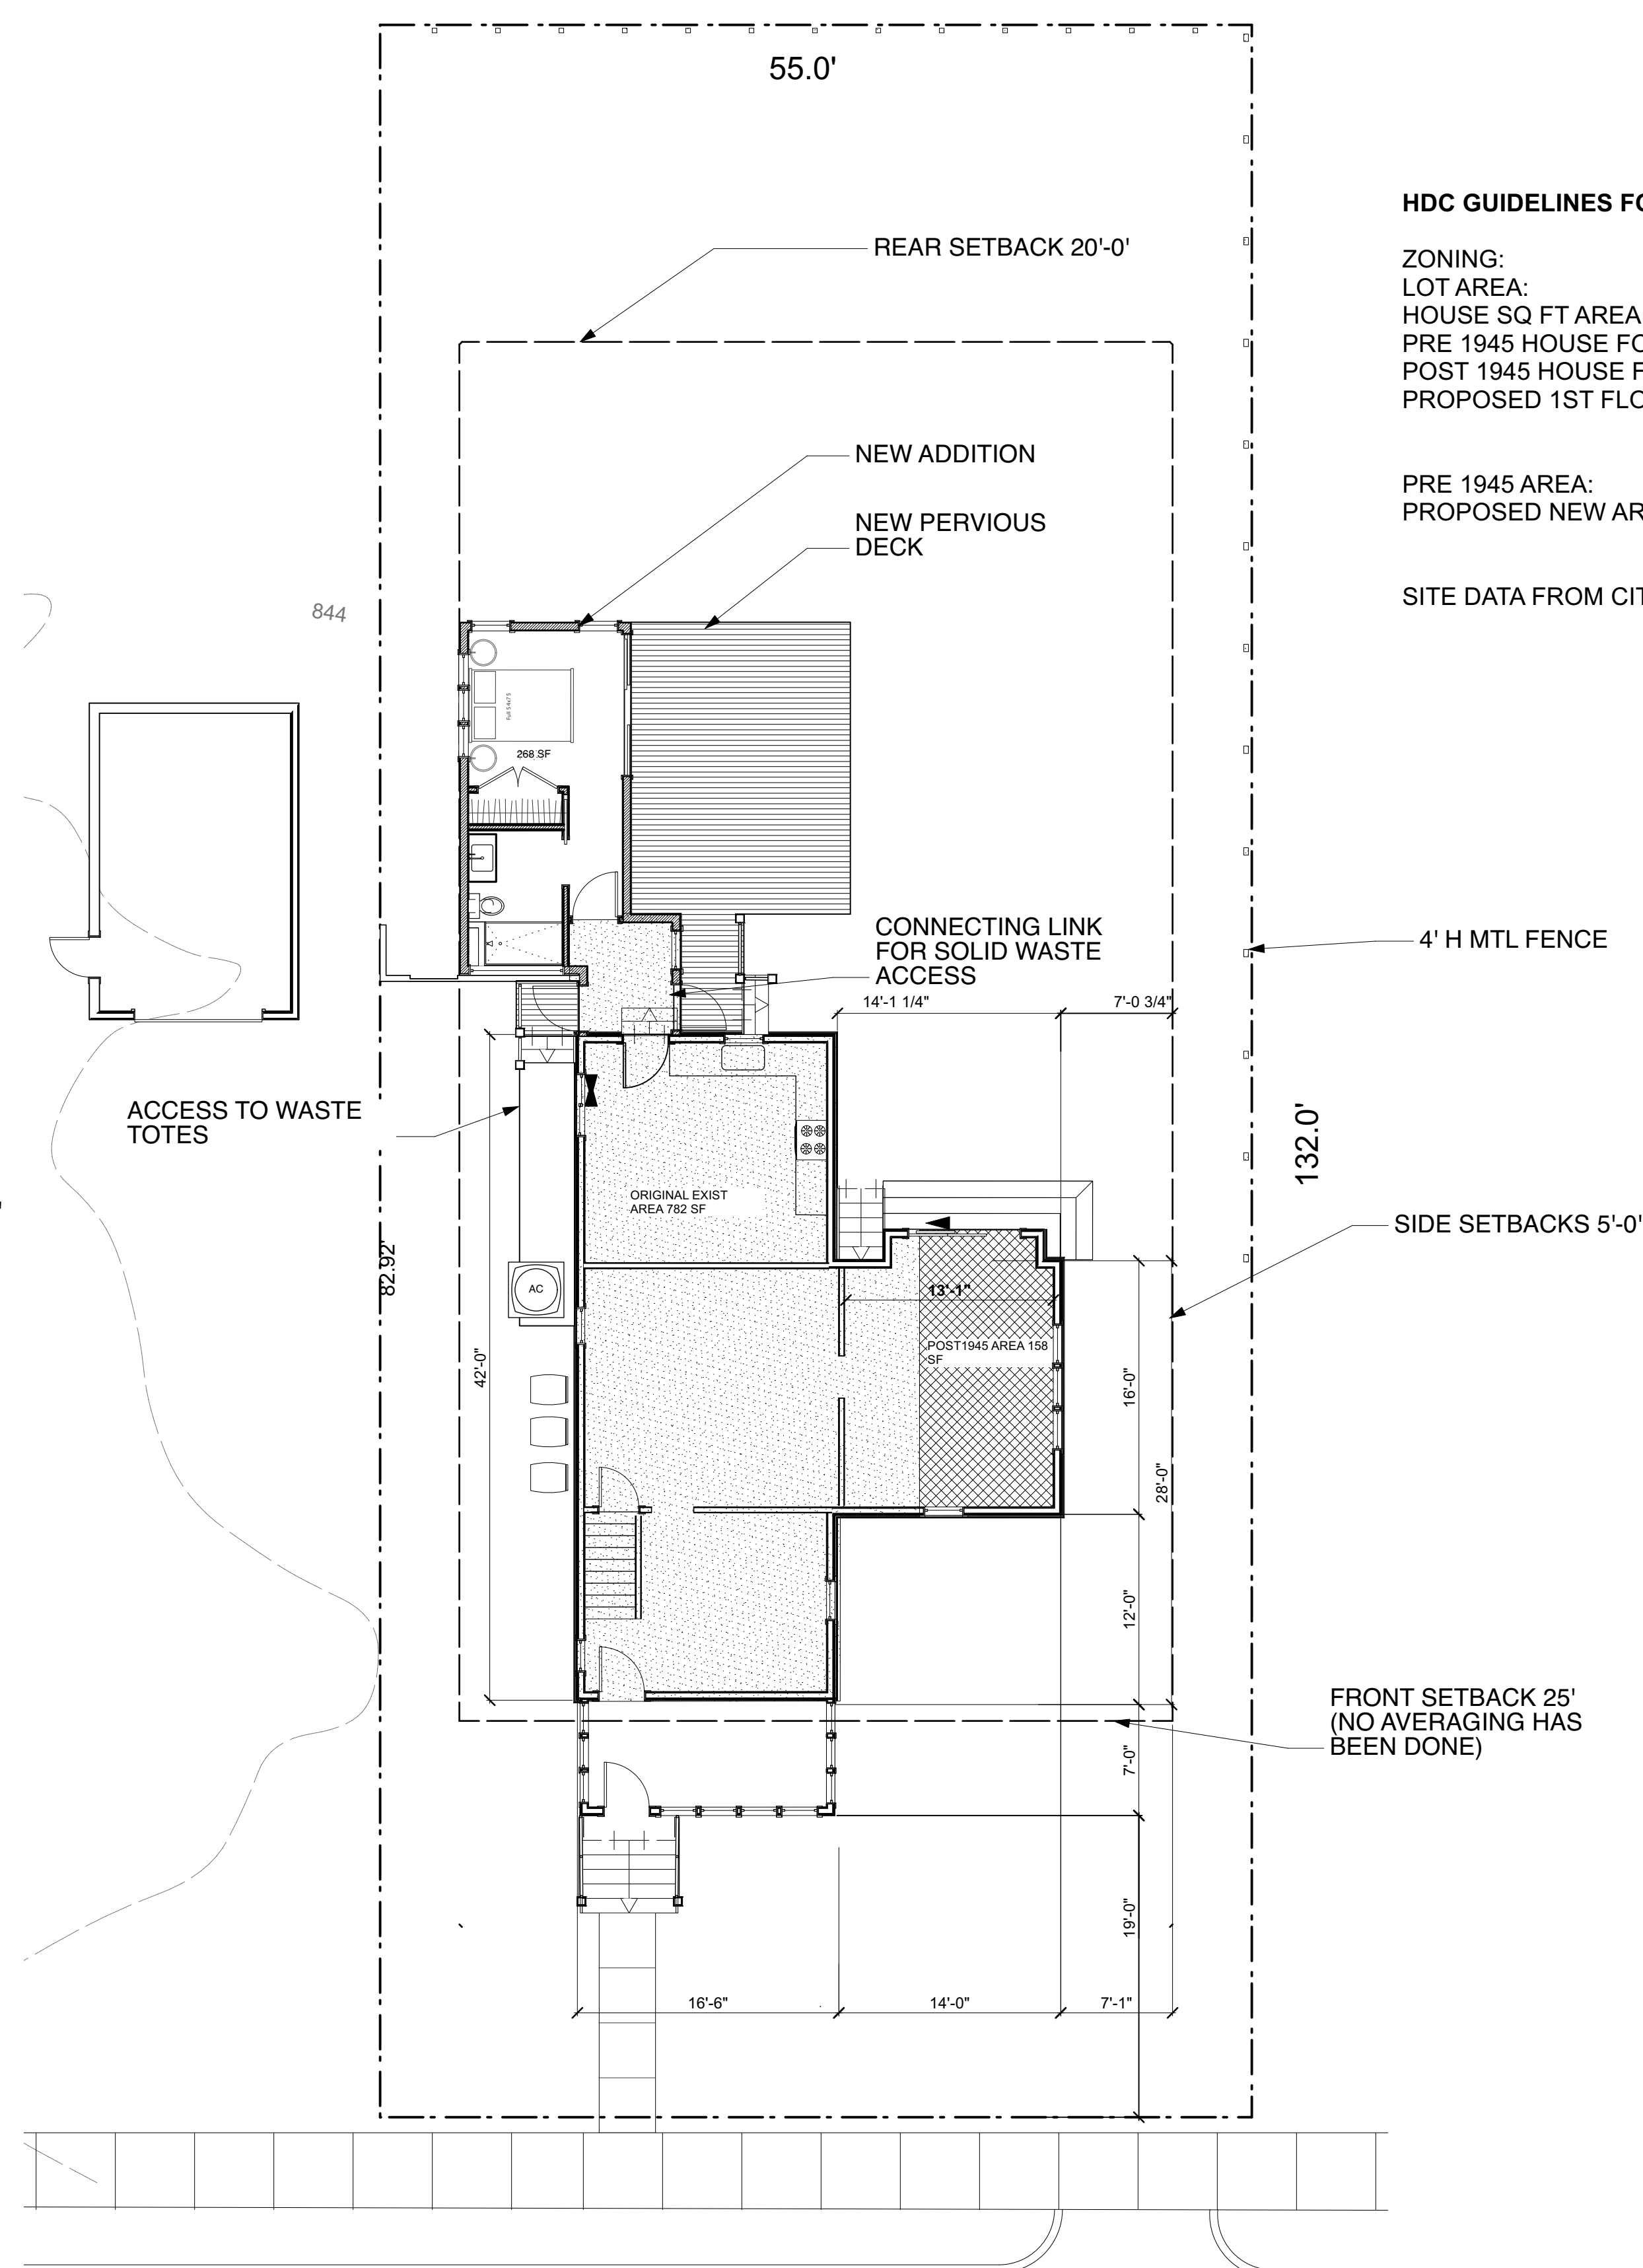 55.0'
HDC GUIDELINES FO
ZONING:
LOT AREA:
HOUSE SQ FT AREA
PRE 1945 HOUSE FO
POST 1945 HOUSE F
PROPOSED 1ST FLO
PRE 1945 AREA:
PROPOSED NEW AR
SITE DATA FROM CIT
REAR SETBACK 20'-0'
NEW ADDITION
NEW PERVIOUS
DECK
844
Full 5 4x7 5
268 SF
CONNECTING LINK
FOR SOLID WASTE
ACCESS
4' H MTL FENCE
14'-1 1/4"
7'-0 3/4"
ACCESS TO WASTE
TOTES
132.0'
ORIGINAL EXIST
AREA 782 SF
SIDE SETBACKS 5'-0'
82.92'
AC
13'-1"
POST1945 AREA 158
SF
42'-0"
16'-0"
28'-0"
12'-0"
FRONT SETBACK 25'
(NO AVERAGING HAS
BEEN DONE)
7'-0"
19'-0"
16'-6"
14'-0"
7'-1"